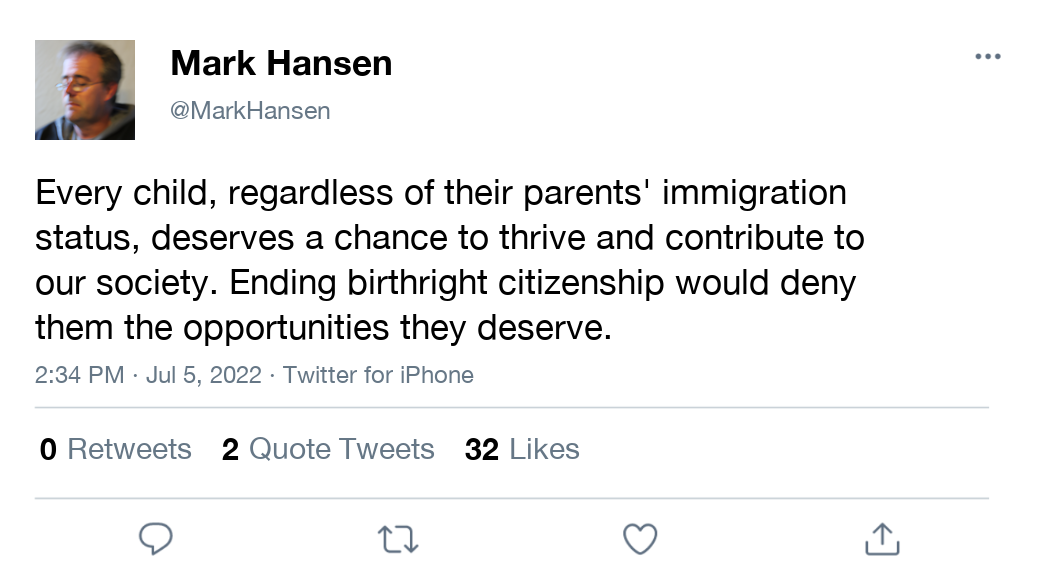 Mark Hansen
@MarkHansen
Every child, regardless of their parents' immigration
status, deserves a chance to thrive and contribute to
our society. Ending birthright citizenship would deny
them the opportunities they deserve.
2:34 PM · Jul 5, 2022 · Twitter for iPhone
0 Retweets 2 Quote Tweets 32 Likes